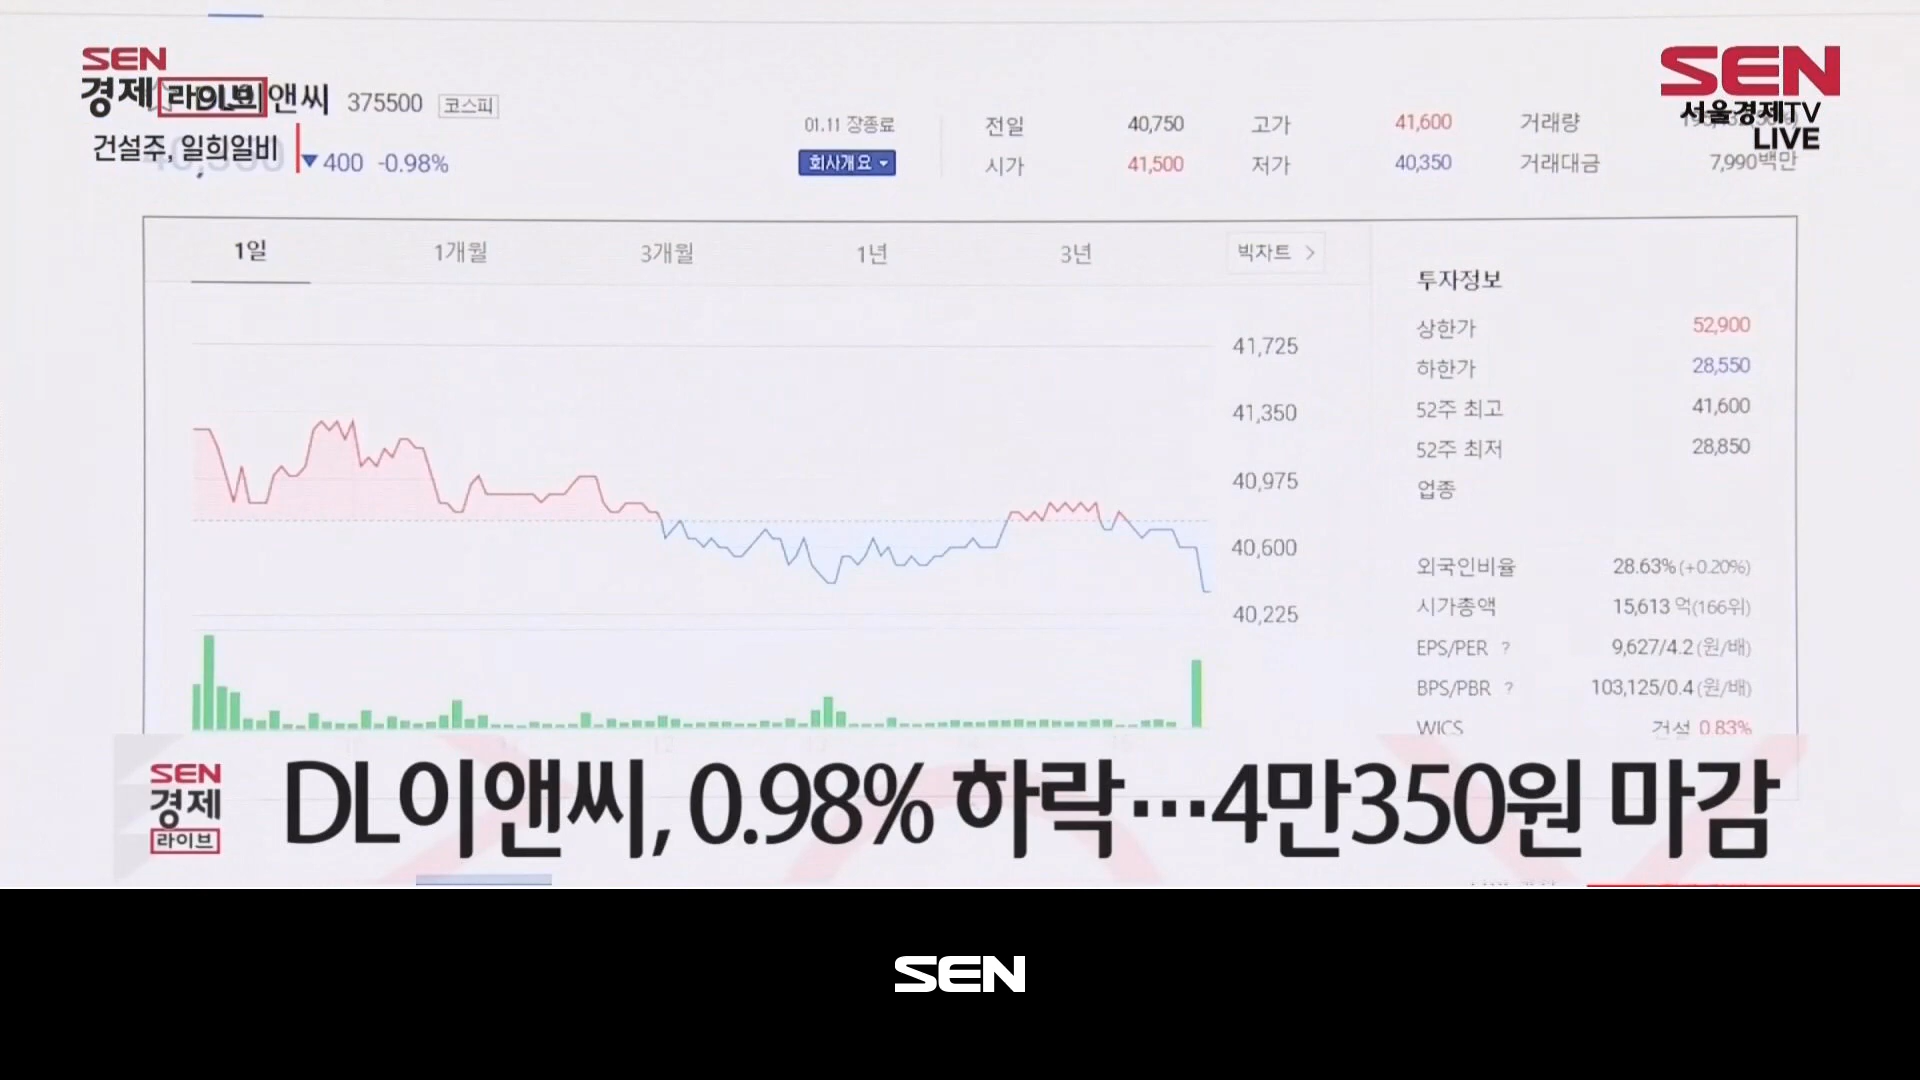 SEN
경제 라이브
건설주, 일희일비
앤씨 375500 코스피
▼400 -0.98%
01.11 장종료
회사개요
전일 40,750 고가 41,600 거래량
시가 41,500 저가 40,350 거래대금 7,990백만
SEN
서울경제TV
LIVE
1일 1개월 3개월 1년 3년 빅차트 >
41,725
41,350
40,975
40,600
40,225
투자정보
상한가 52,900
하한가 28,550
52주 최고 41,600
52주 최저 28,850
업종
외국인비율 28.63%(+0.20%)
시가총액 15,613 억(166위)
EPS/PER ? 9,627/4.2 (원/배)
BPS/PBR ? 103,125/0.4 (원/배)
WICS 건설 0.83%
SEN
경제
라이브
DL이앤씨, 0.98% 하락…4만350원 마감
SEN